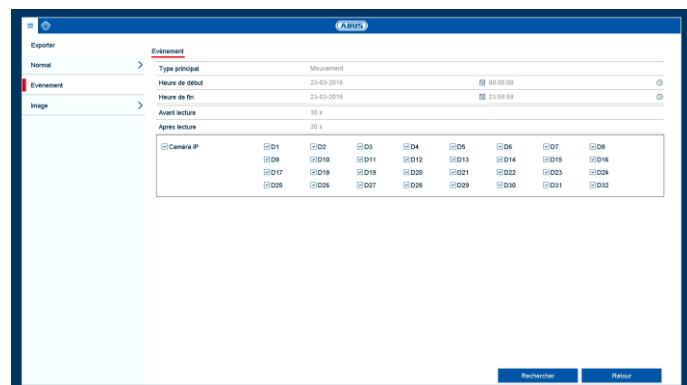 ABUS
Exporter
Normal
Evénement
Image
Evénement
Type principal Mouvement
Heure de début 23-03-2016 00:00:00
Heure de fin 23-03-2016 23:59:59
Avant lecture 30 s
Après lecture 30 s
Caméra IP D1 D2 D3 D4 D5 D6 D7 D8
D9 D10 D11 D12 D13 D14 D15 D16
D17 D18 D19 D20 D21 D22 D23 D24
D25 D26 D27 D28 D29 D30 D31 D32
Rechercher Retour